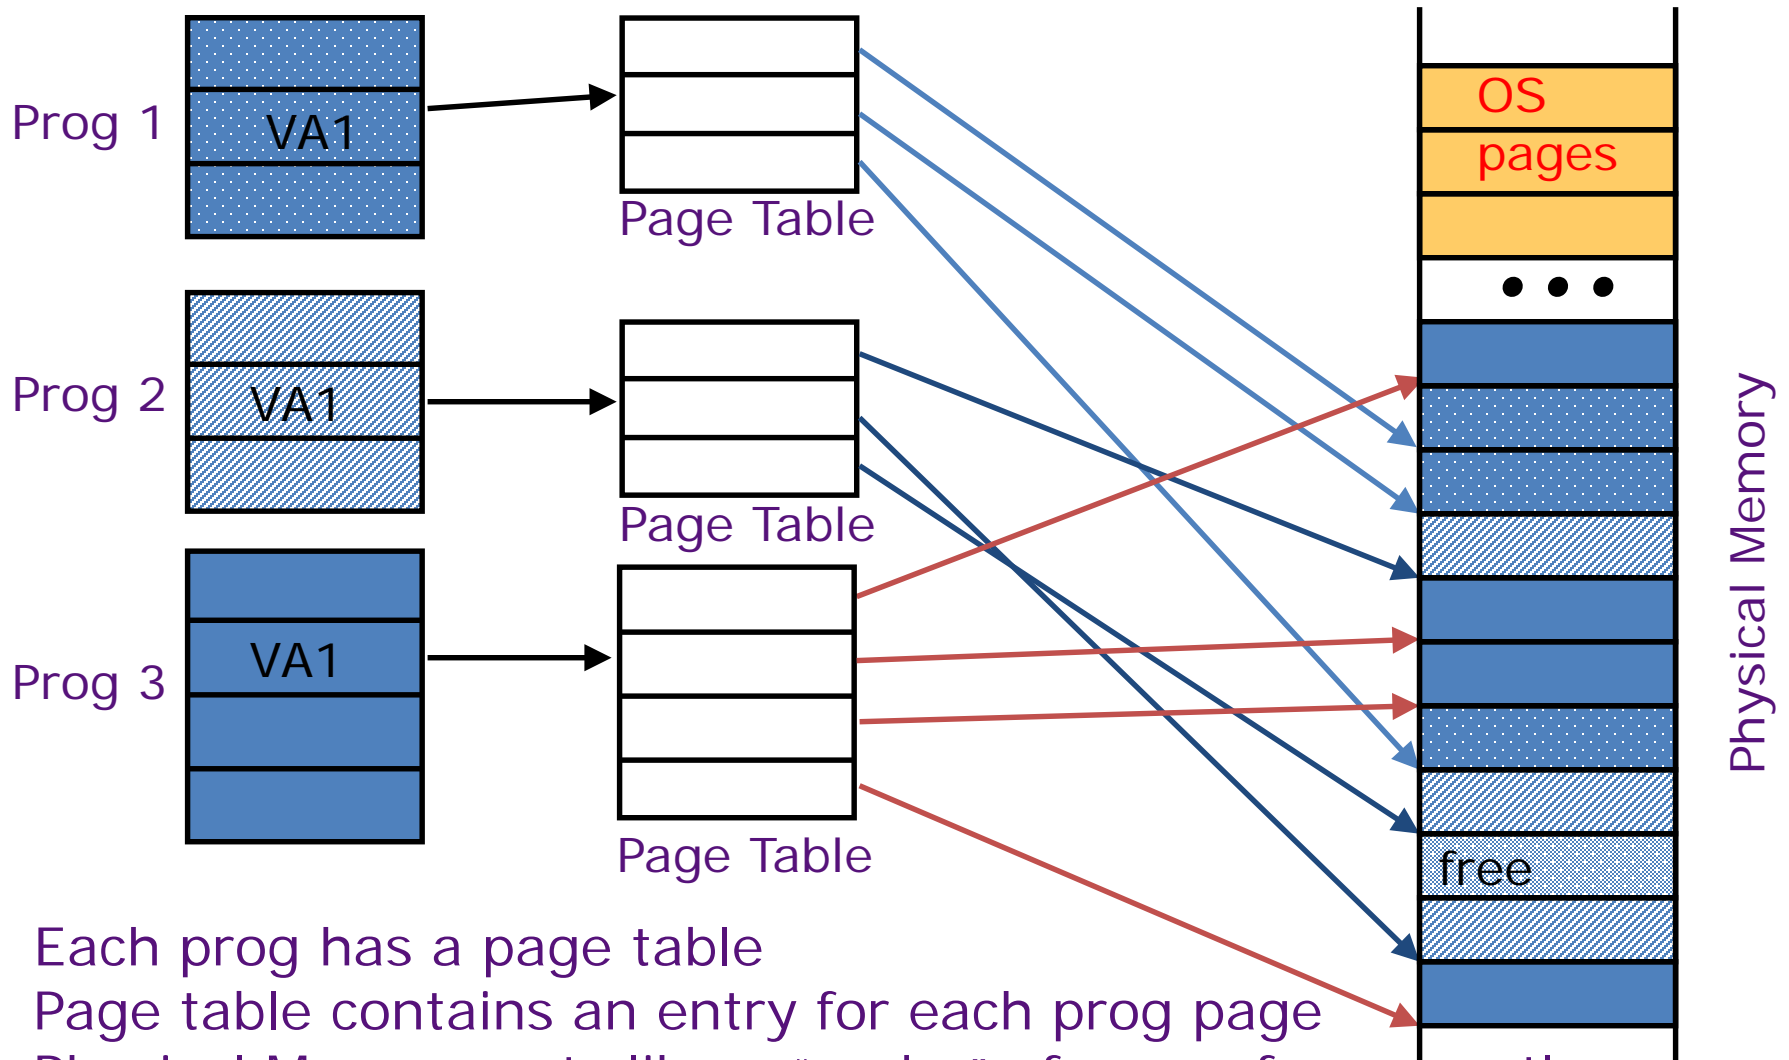 Prog 1
VA1
Page Table
OS
pages
Prog 2
VA1
Page Table
Prog 3
VA1
Page Table
free
Physical Memory
Each prog has a page table
Page table contains an entry for each prog page